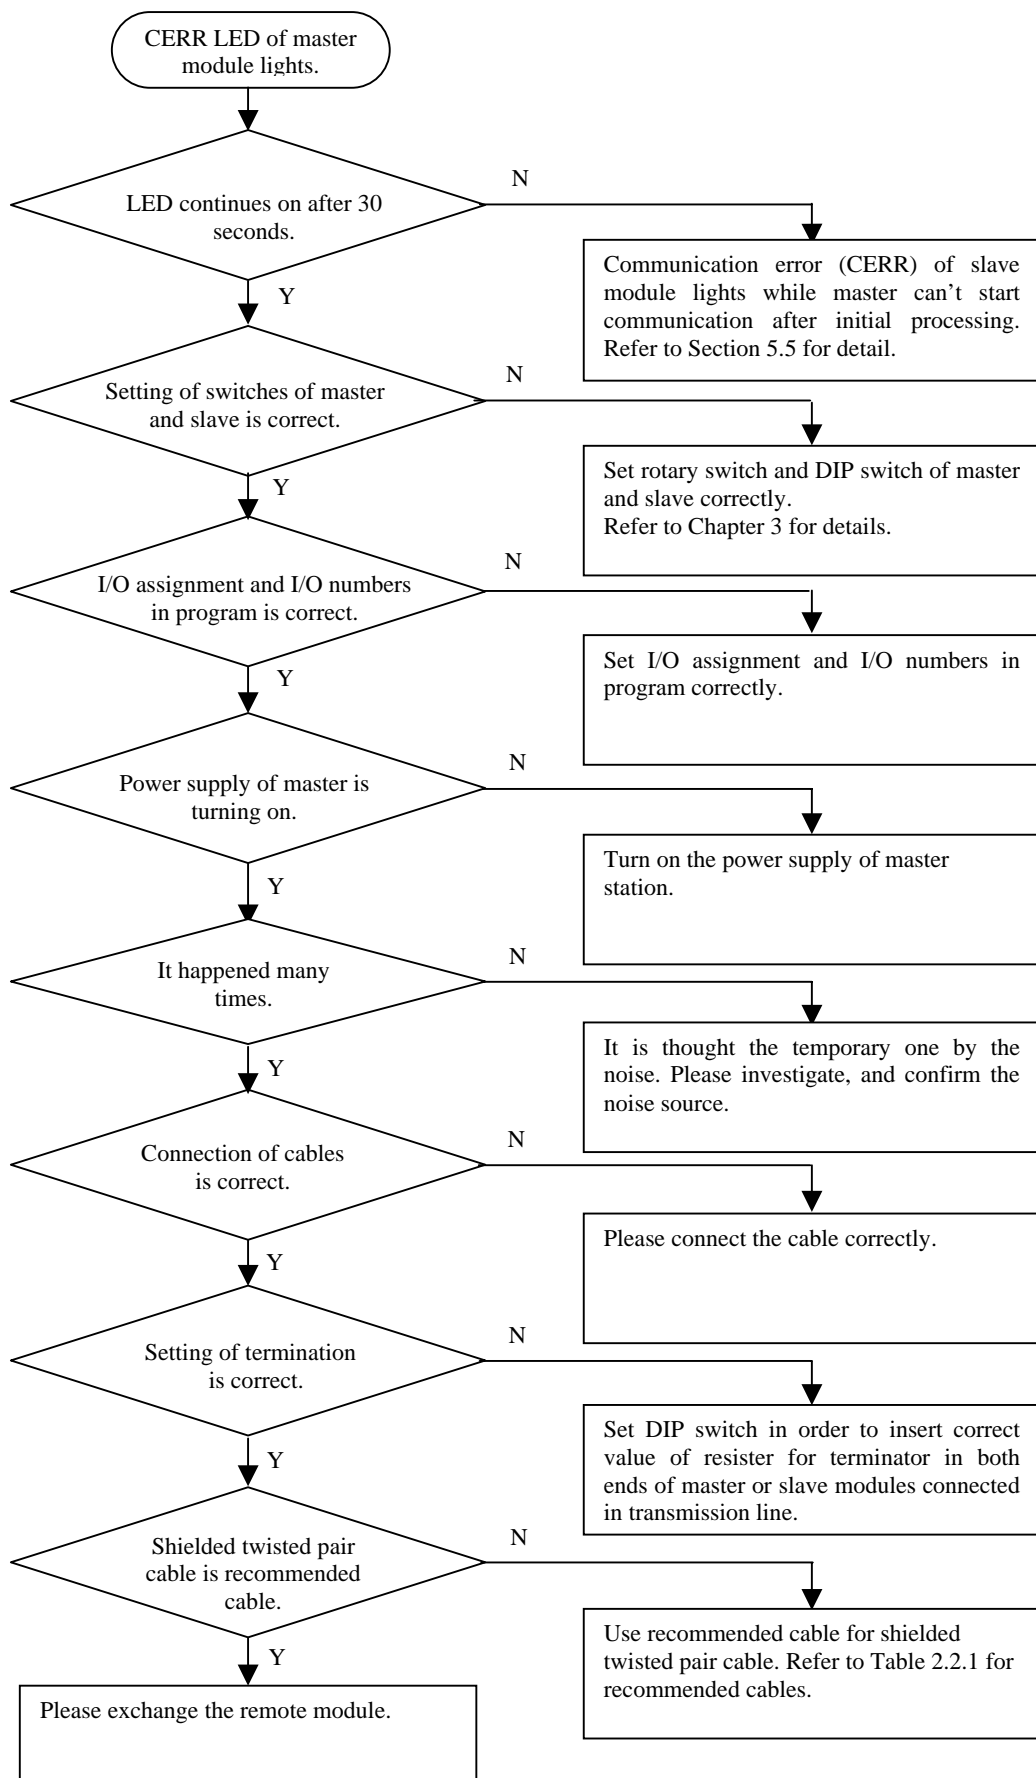 CERR LED of master
module lights.
N
LED continues on after 30
seconds.
Communication error (CERR) of slave
module lights while master can’t start
communication after initial processing.
Refer to Section 5.5 for detail.
Y
N
Setting of switches of master
and slave is correct.
Set rotary switch and DIP switch of master
and slave correctly.
Refer to Chapter 3 for details.
Y
N
I/O assignment and I/O numbers
in program is correct.
Set I/O assignment and I/O numbers in
program correctly.
Y
N
Power supply of master is
turning on.
Turn on the power supply of master
station.
Y
N
It happened many
times.
It is thought the temporary one by the
noise. Please investigate, and confirm the
noise source.
Y
N
Connection of cables
is correct.
Please connect the cable correctly.
Y
N
Setting of termination
is correct.
Set DIP switch in order to insert correct
value of resister for terminator in both
ends of master or slave modules connected
in transmission line.
Y
N
Shielded twisted pair
cable is recommended
cable.
Use recommended cable for shielded
twisted pair cable. Refer to Table 2.2.1 for
recommended cables.
Y
Please exchange the remote module.